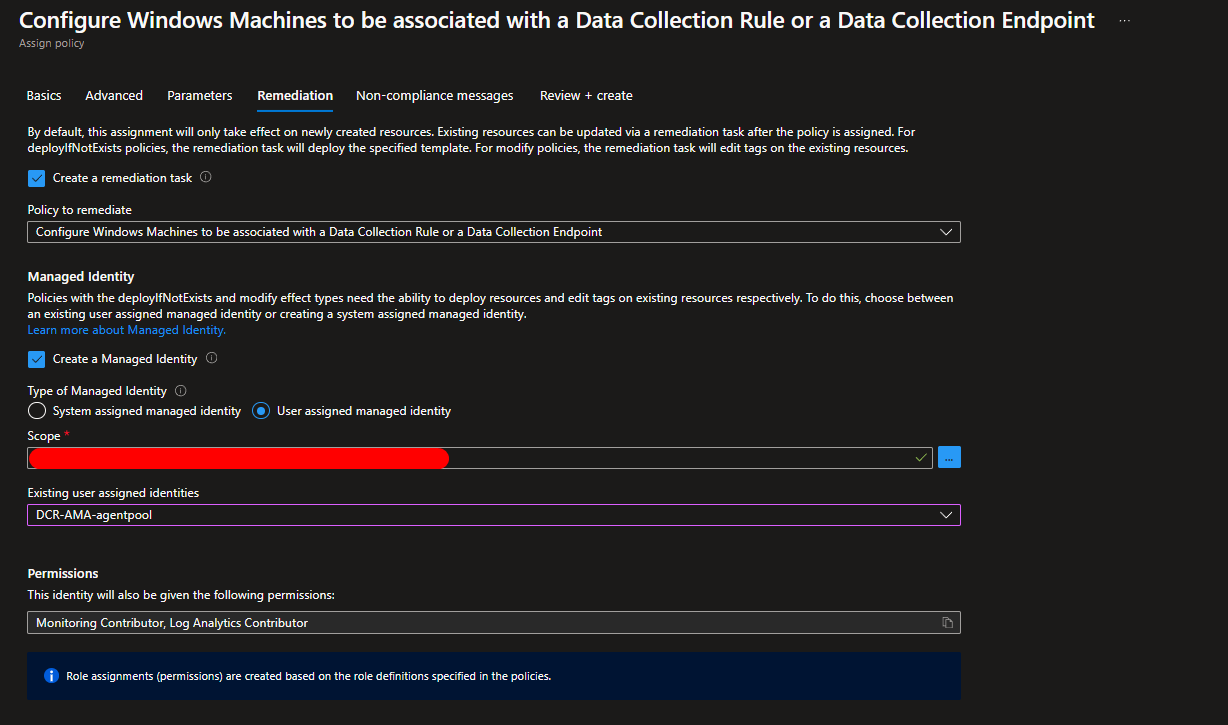 Configure Windows Machines to be associated with a Data Collection Rule or a Data Collection Endpoint ...
Assign policy
Basics Advanced Parameters Remediation Non-compliance messages Review + create
By default, this assignment will only take effect on newly created resources. Existing resources can be updated via a remediation task after the policy is assigned. For
deployIfNotExists policies, the remediation task will deploy the specified template. For modify policies, the remediation task will edit tags on the existing resources.
Create a remediation task
Policy to remediate
Configure Windows Machines to be associated with a Data Collection Rule or a Data Collection Endpoint
Managed Identity
Policies with the deployIfNotExists and modify effect types need the ability to deploy resources and edit tags on existing resources respectively. To do this, choose between
an existing user assigned managed identity or creating a system assigned managed identity.
Learn more about Managed Identity.
Create a Managed Identity
Type of Managed Identity
System assigned managed identity User assigned managed identity
Scope *
...
Existing user assigned identities
DCR-AMA-agentpool
Permissions
This identity will also be given the following permissions:
Monitoring Contributor, Log Analytics Contributor
Role assignments (permissions) are created based on the role definitions specified in the policies.